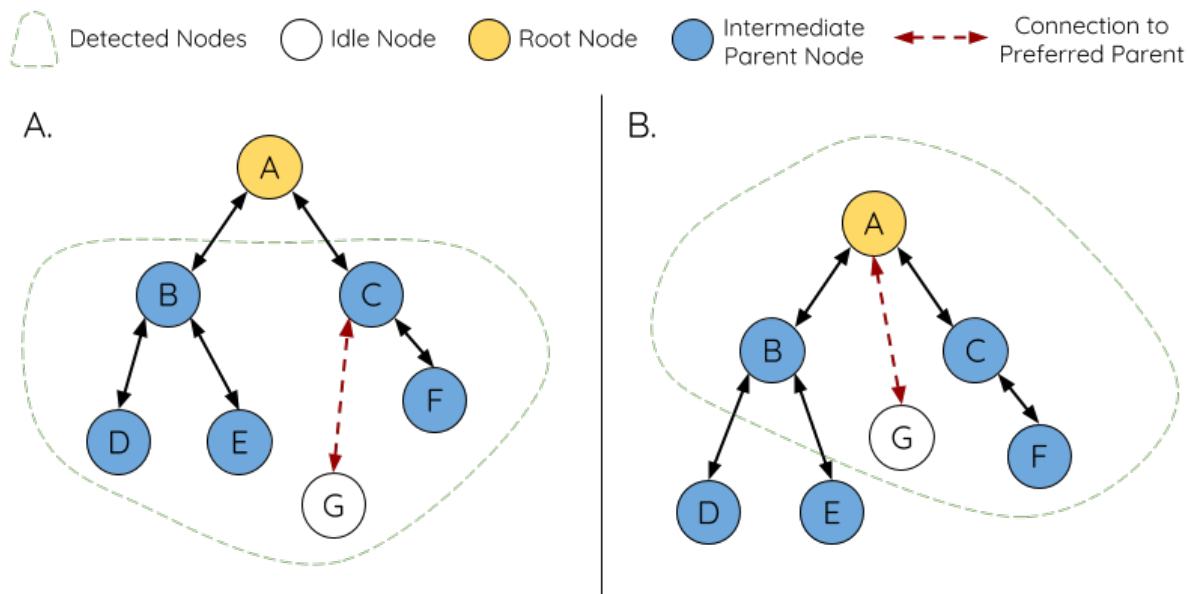 Detected Nodes
Idle Node
Root Node
Intermediate
Parent Node
Connection to
Preferred Parent
A.
A
B
C
D
E
F
G
B.
A
B
C
G
F
D
E